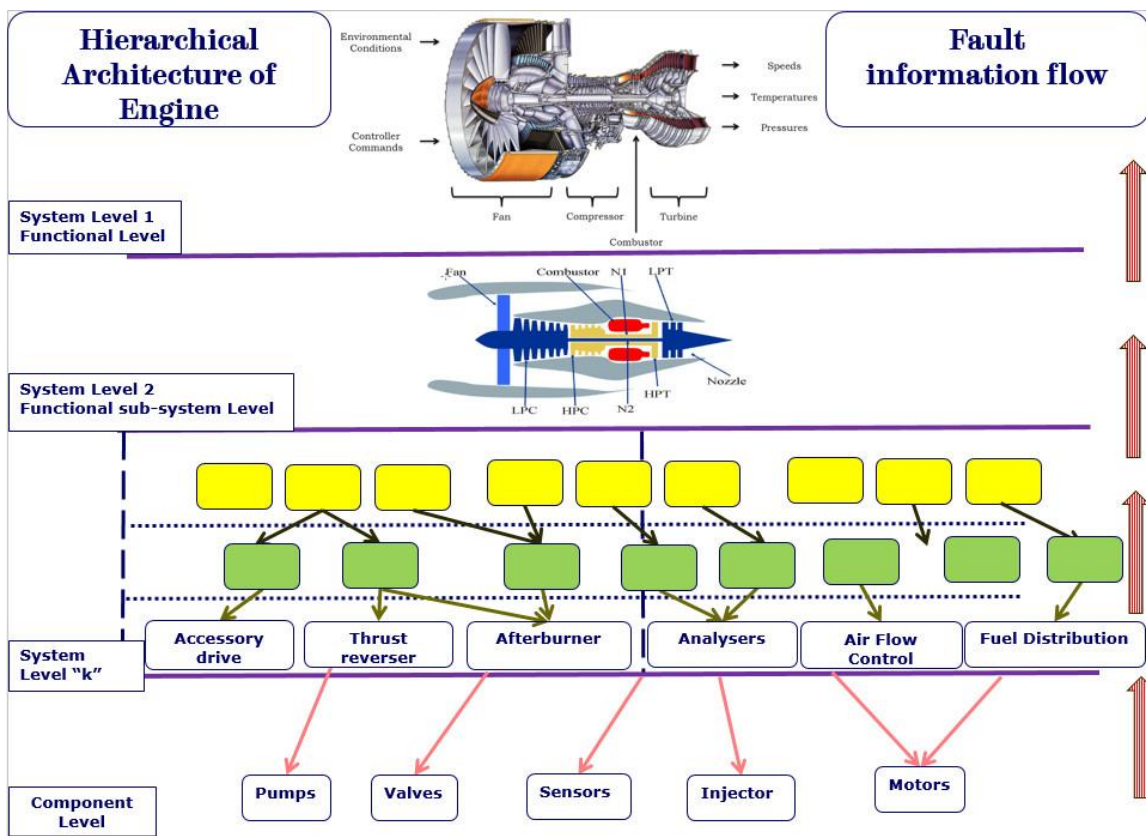 Hierarchical
Architecture of
Engine
Fault
information flow
Environmental
Conditions
Controller
Commands
Speeds
Temperatures
Pressures
Fan
Compressor
Turbine
Combustor
System Level 1
Functional Level
Fan
Combustor
N1
LPT
LPC
HPC
N2
HPT
Nozzle
System Level 2
Functional sub-system Level
Accessory
drive
Thrust
reverser
Afterburner
Analysers
Air Flow
Control
Fuel Distribution
System
Level “k”
Pumps
Valves
Sensors
Injector
Motors
Component
Level